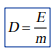 D = E/m